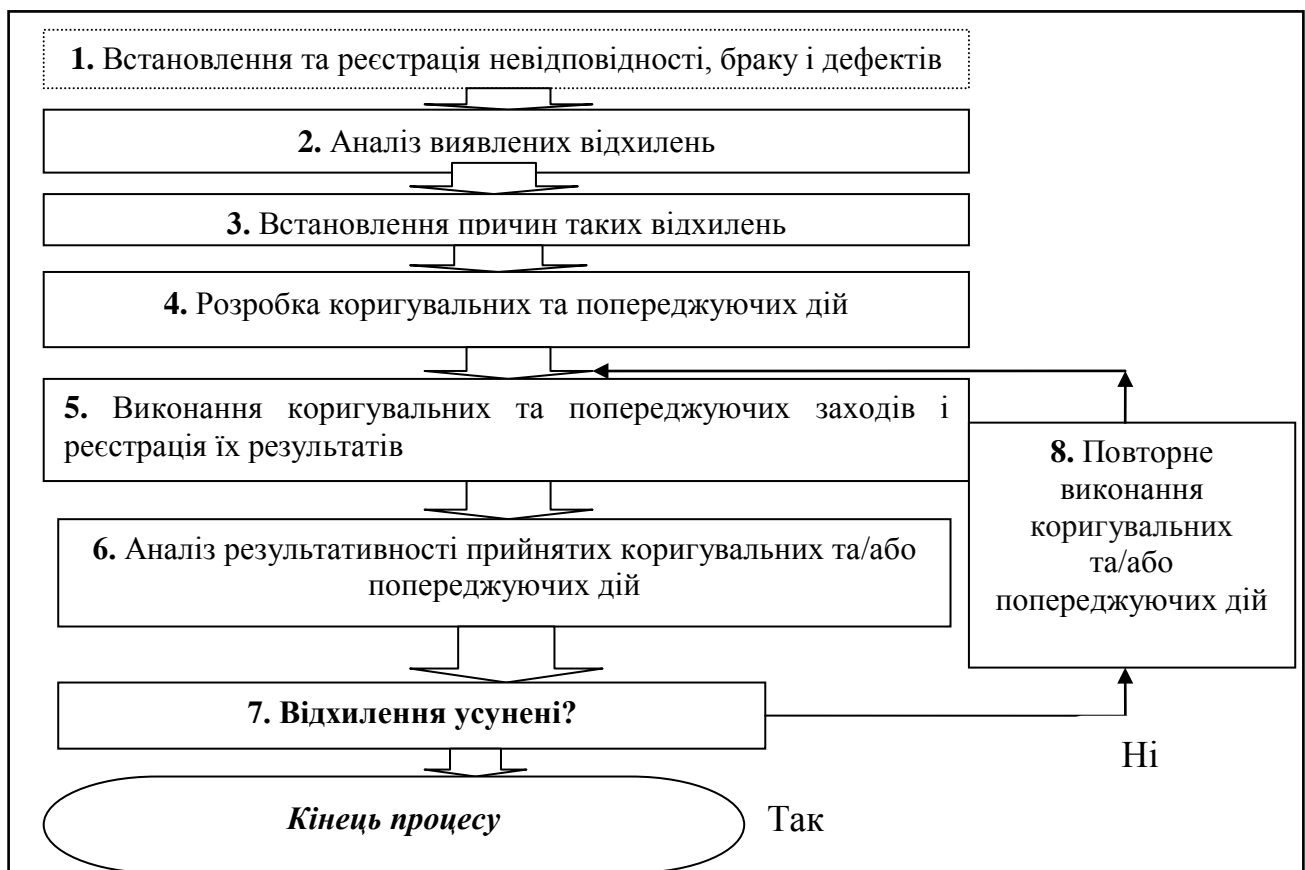 1. Встановлення та реєстрація невідповідності, браку і дефектів
2. Аналіз виявлених відхилень
3. Встановлення причин таких відхилень
4. Розробка коригувальних та попереджуючих дій
5. Виконання коригувальних та попереджуючих заходів і
реєстрація їх результатів
6. Аналіз результативності прийнятих коригувальних та/або
попереджуючих дій
7. Відхилення усунені?
8. Повторне
виконання
коригувальних
та/або
попереджуючих дій
Ні
Кінець процесу
Так